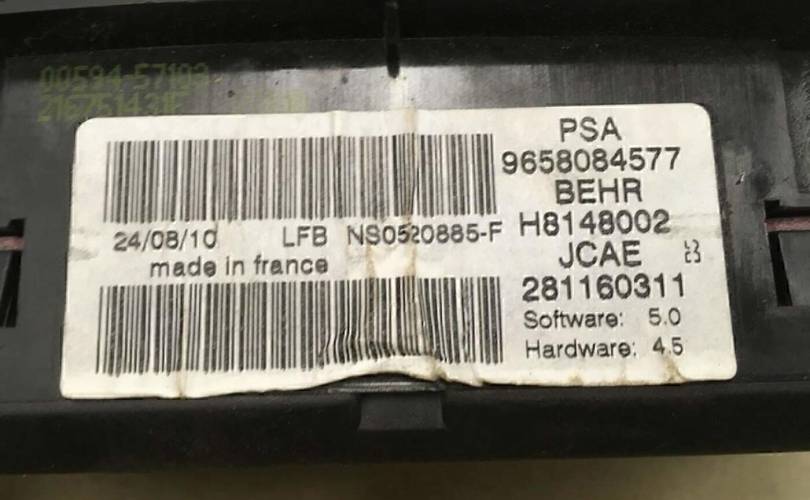 00594-57193
PSA
9658084577
BEHR
H8148002
JCAE
281160311
Software: 5.0
Hardware: 4.5
24/08/10 LFB NS0520885-F
made in france